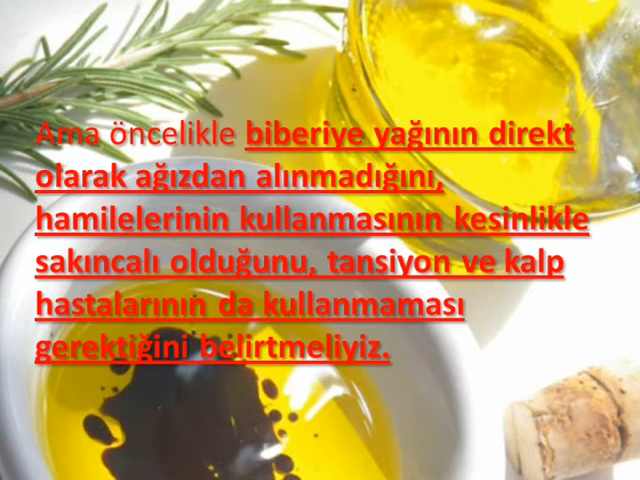 Ama öncelikle biberiye yağının direkt
olarak ağızdan alınmadığını,
hamilelerinin kullanmasının kesinlikle
sakıncalı olduğunu, tansiyon ve kalp
hastalarının da kullanmaması
gerektiğini belirtmeliyiz.